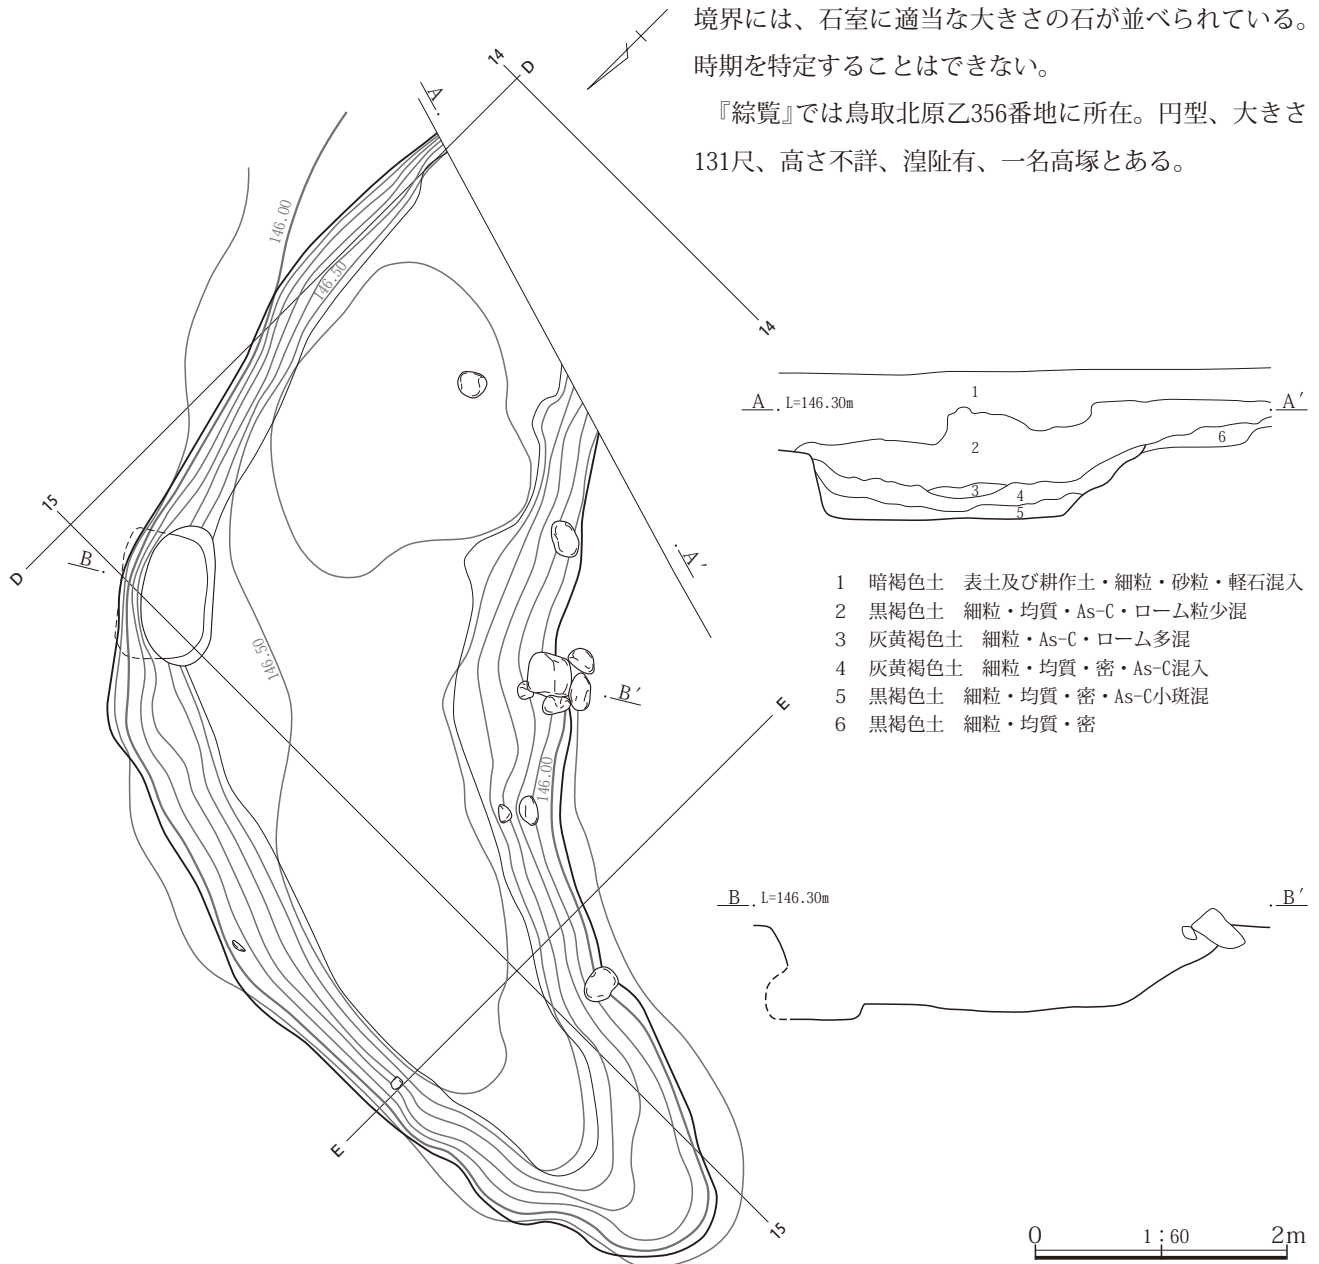 境界には、石室に適当な大きさの石が並べられている。
時期を特定することはできない。
『綜覧』では鳥取北原乙356番地に所在。円型、大きさ
131尺、高さ不詳、湟阯有、一名高塚とある。
14
D
A
146.00
146.50
14
15
B
D
A′
146.50
B′
E
146.00
E
15
A L=146.30m A′
1
2
6
3
4
5
1 暗褐色土 表土及び耕作土・細粒・砂粒・軽石混入
2 黒褐色土 細粒・均質・As-C・ローム粒少混
3 灰黄褐色土 細粒・As-C・ローム多混
4 灰黄褐色土 細粒・均質・密・As-C混入
5 黒褐色土 細粒・均質・密・As-C小斑混
6 黒褐色土 細粒・均質・密
B L=146.30m B′
0 1:60 2m